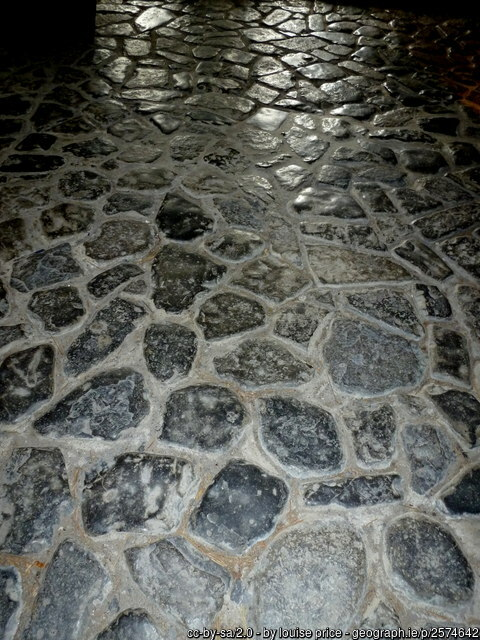 cc-by-sa/2.0 - by louise price - geograph.ie/p/2574642